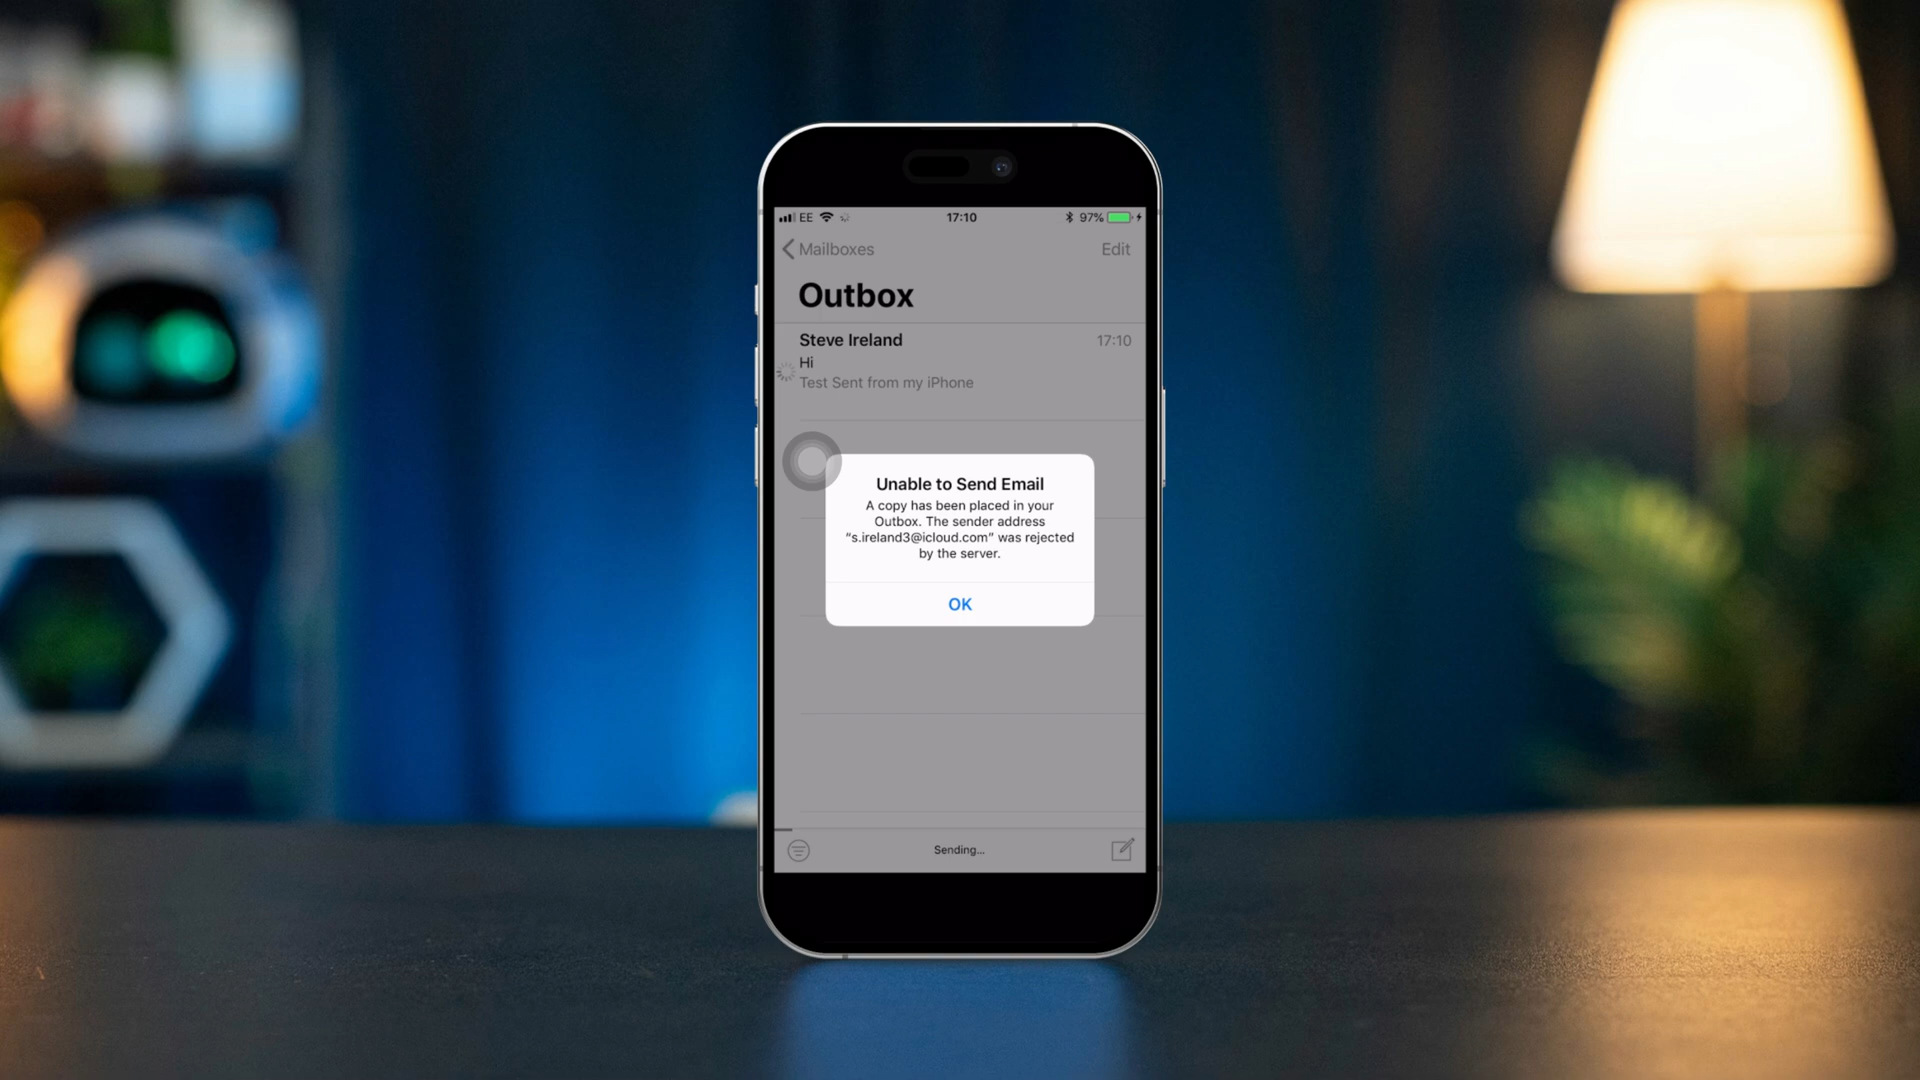 EE 17:10 97%
Mailboxes Edit
Outbox
Steve Ireland 17:10
Hi
Test Sent from my iPhone
Unable to Send Email
A copy has been placed in your
Outbox. The sender address
“s.ireland3@icloud.com” was rejected
by the server.
OK
Sending...